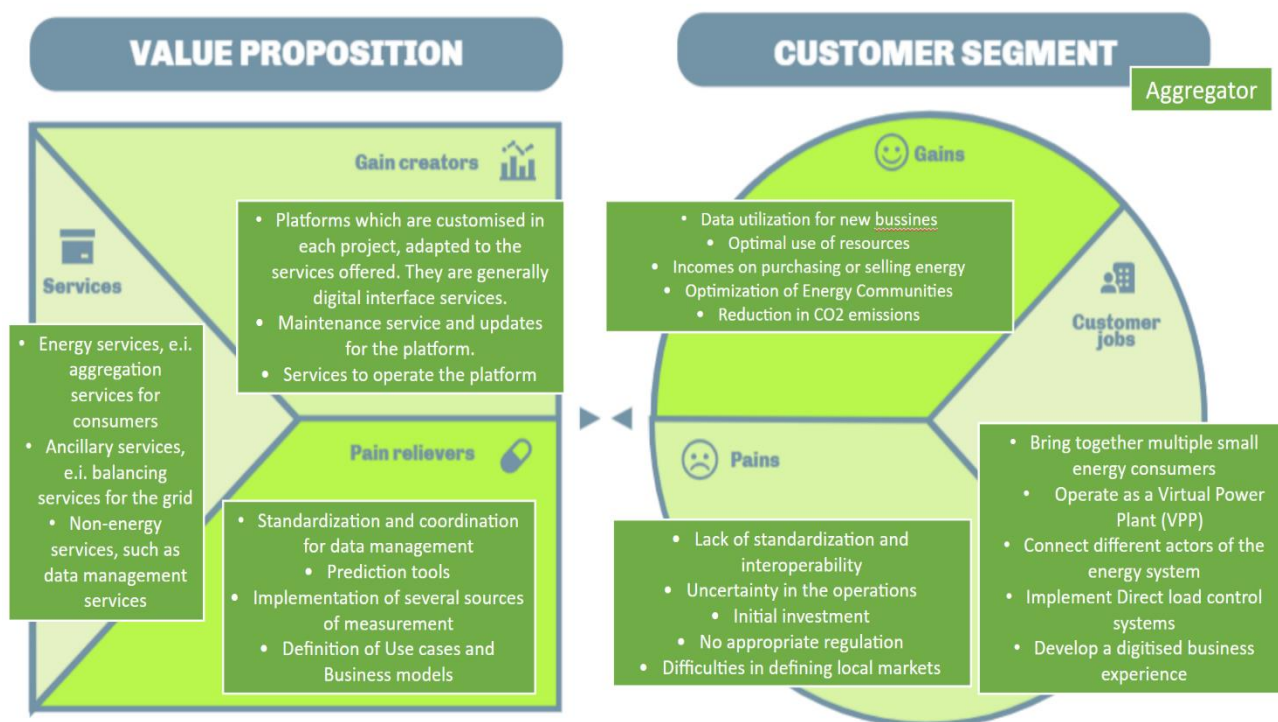 VALUE PROPOSITION
CUSTOMER SEGMENT
Aggregator
Gain creators
• Platforms which are customised in
each project, adapted to the
services offered. They are generally
digital interface services.
• Maintenance service and updates
for the platform.
• Services to operate the platform
Services
• Energy services, e.i.
aggregation
services for
consumers
• Ancillary services,
e.i. balancing
services for the grid
• Non-energy
services, such as
data management
services
Pain relievers
• Standardization and coordination
for data management
• Prediction tools
• Implementation of several sources
of measurement
• Definition of Use cases and
Business models
Gains
• Data utilization for new bussines
• Optimal use of resources
• Incomes on purchasing or selling energy
• Optimization of Energy Communities
• Reduction in CO2 emissions
Customer
jobs
• Bring together multiple small
energy consumers
• Operate as a Virtual Power
Plant (VPP)
• Connect different actors of the
energy system
• Implement Direct load control
systems
• Develop a digitised business
experience
Pains
• Lack of standardization and
interoperability
• Uncertainty in the operations
• Initial investment
• No appropriate regulation
• Difficulties in defining local markets